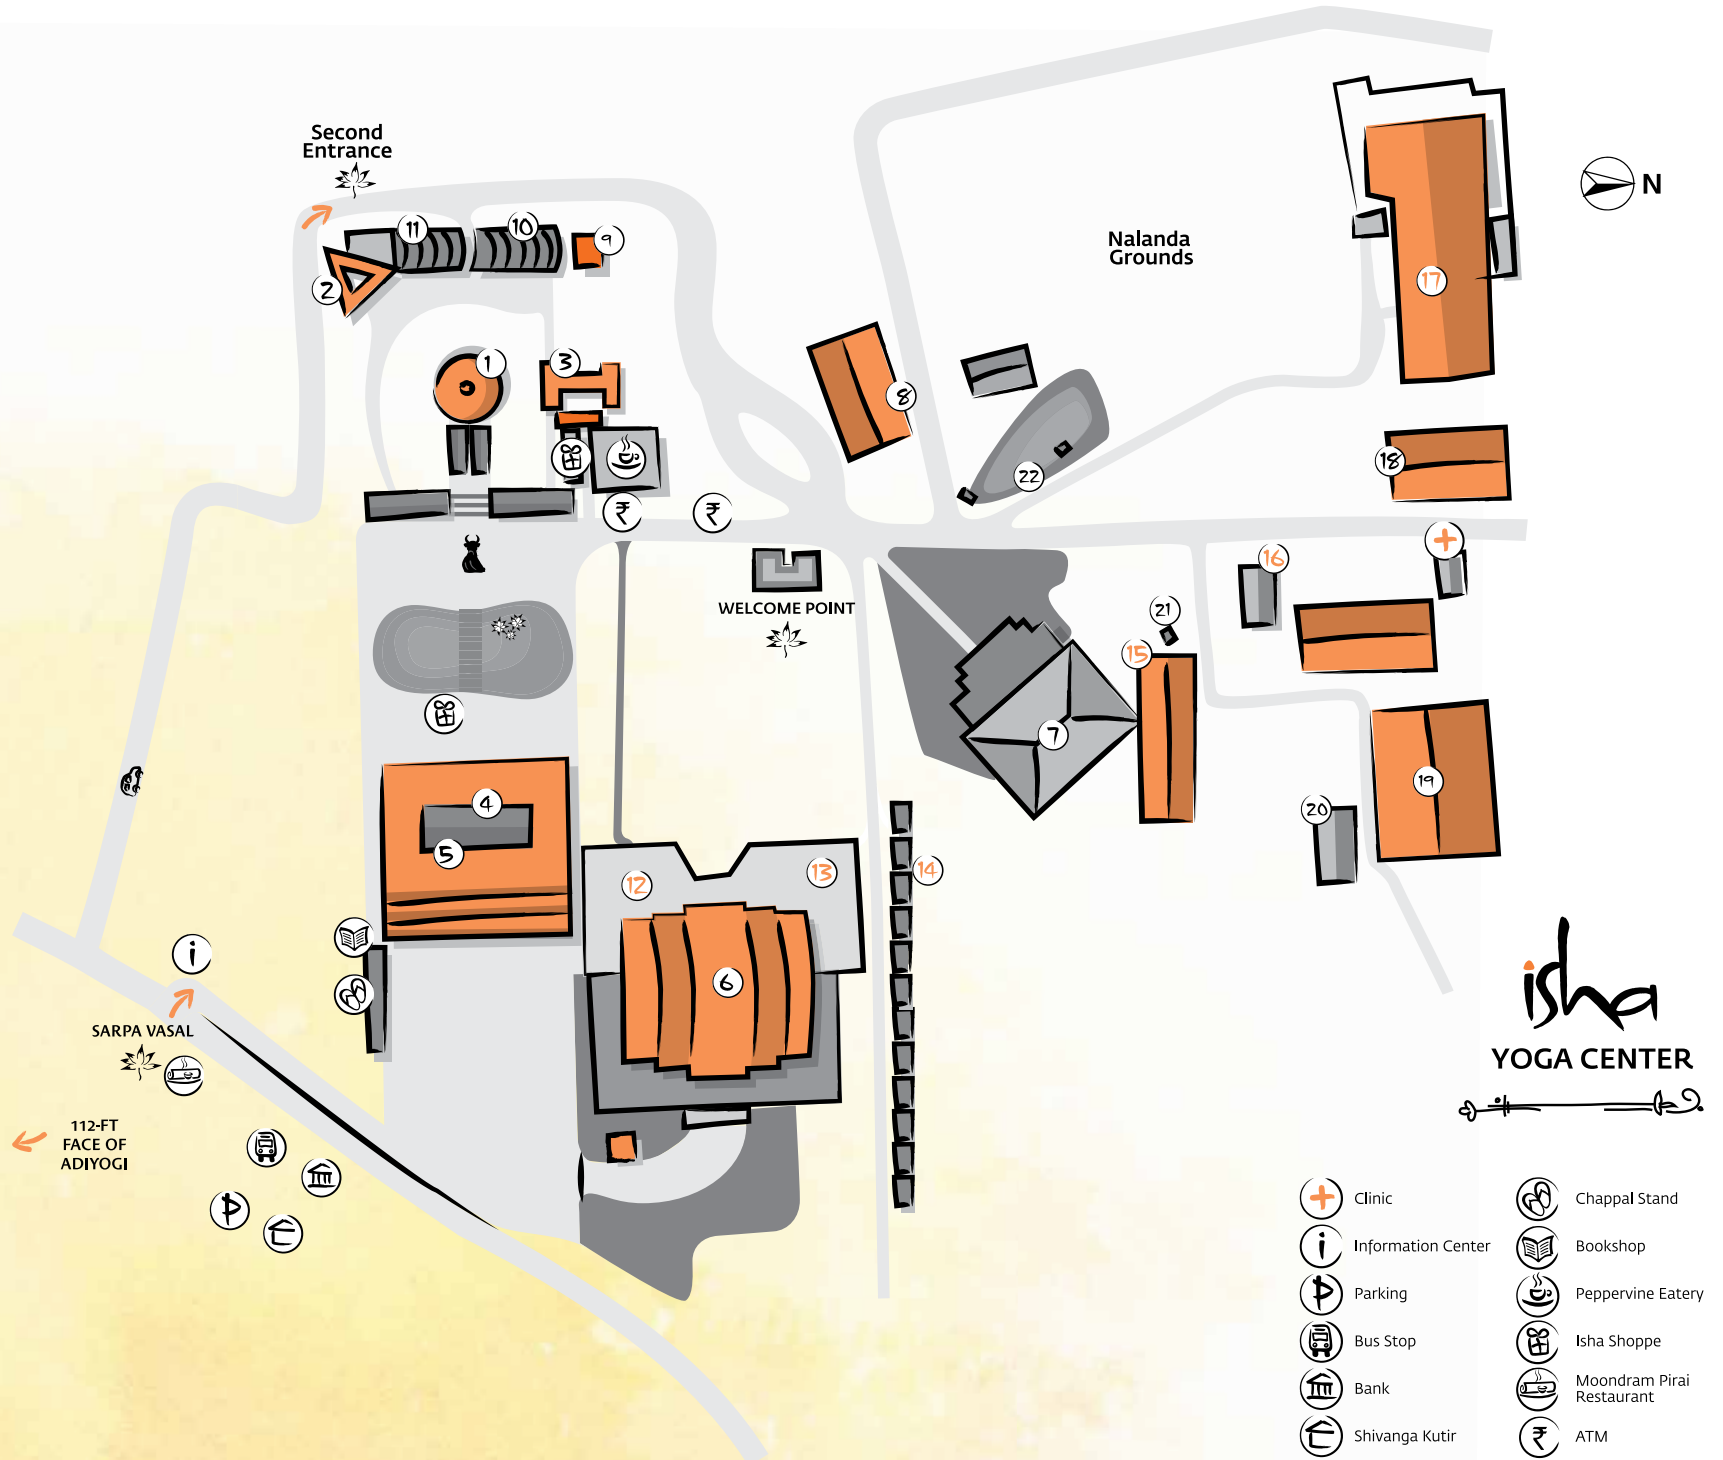 Second
Entrance
N
Nalanda
Grounds
11
10
9
2
17
1
3
8
18
22
₹
₹
16
WELCOME POINT
21
15
7
4
19
20
5
12
13
14
i
6
isha
YOGA CENTER
SARPA VASAL
112-FT
FACE OF
ADIYOGI
P
Clinic
Chappal Stand
i
Information Center
Bookshop
P
Parking
Peppervine Eatery
Bus Stop
Isha Shoppe
Bank
Moondram Pirai
Restaurant
Shivanga Kutir
₹
ATM